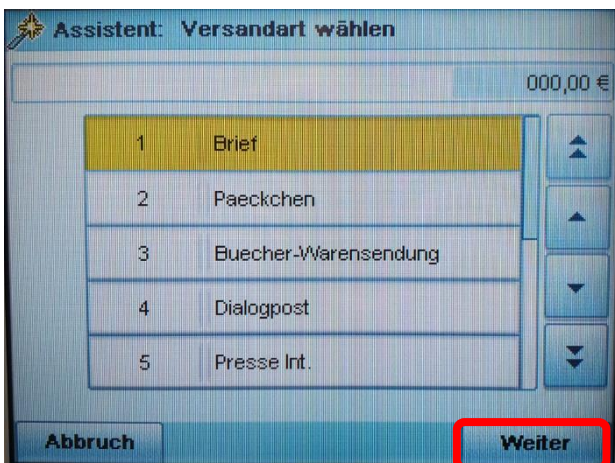 Assistent: Versandart wählen
000,00 €
1 Brief
2 Paeckchen
3 Buecher-Warensendung
4 Dialogpost
5 Presse Int.
Abbruch Weiter